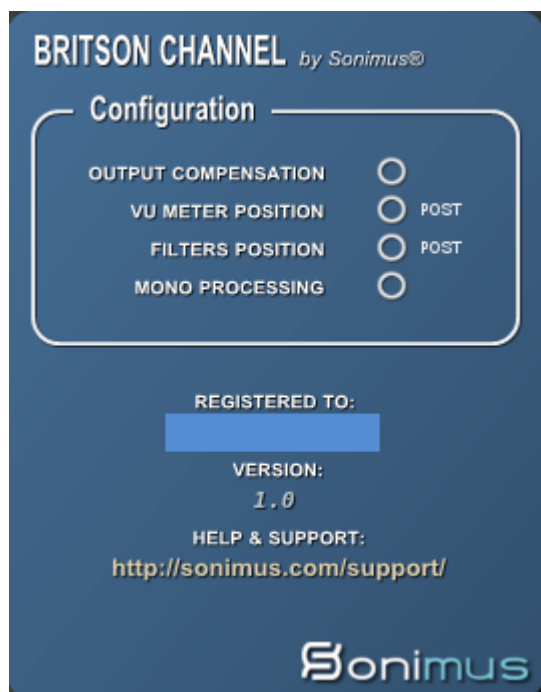 BRITSON CHANNEL by Sonimus®
Configuration
OUTPUT COMPENSATION
VU METER POSITION POST
FILTERS POSITION POST
MONO PROCESSING
REGISTERED TO:
VERSION:
1.0
HELP & SUPPORT:
http://sonimus.com/support/
Sonimus